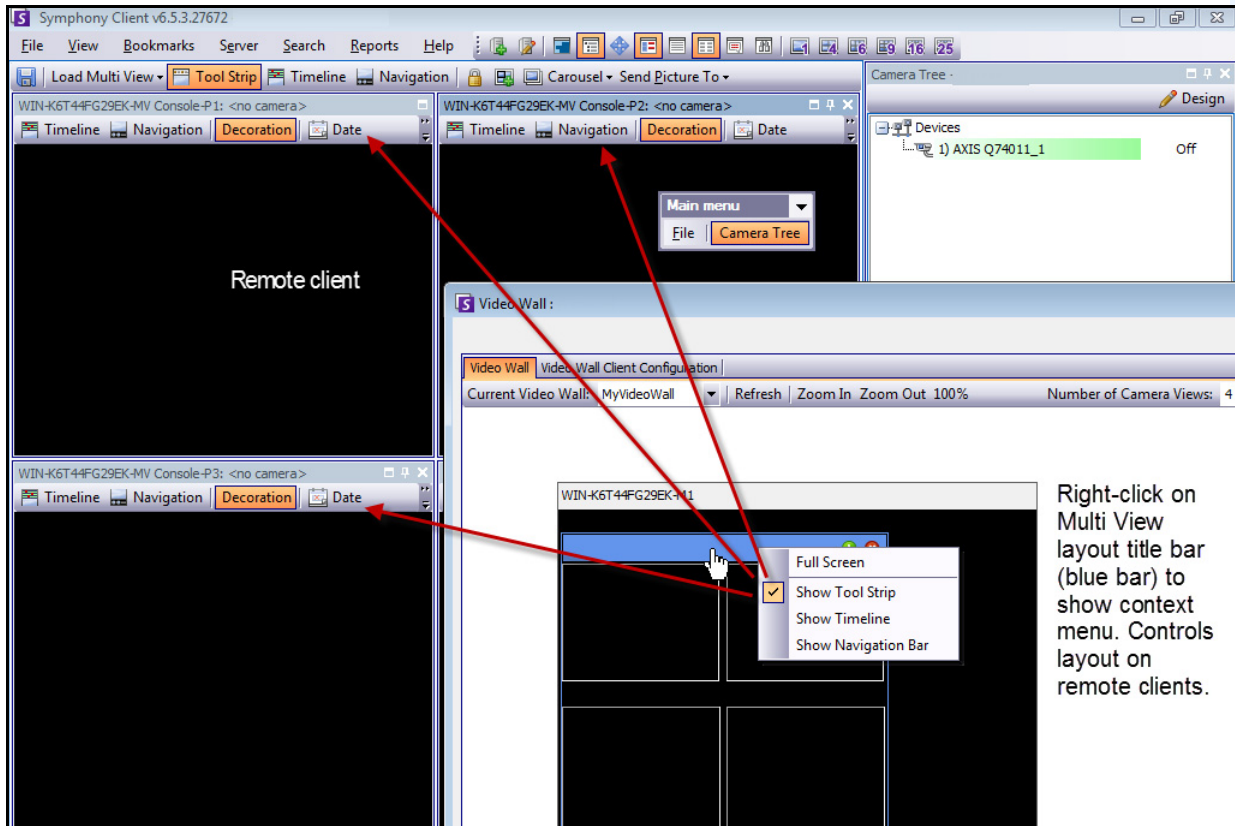 Symphony Client v6.5.3.27672
File View Bookmarks Server Search Reports Help 1 4 6 9 16 25
Load Multi View Tool Strip Timeline Navigation Carousel Send Picture To
Camera Tree
Design
Devices
1) AXIS Q74011_1 Off
WIN-K6T44FG29EK-MV Console-P1: <no camera>
Timeline Navigation Decoration Date
Remote client
WIN-K6T44FG29EK-MV Console-P2: <no camera>
Timeline Navigation Decoration Date
Main menu
File Camera Tree
WIN-K6T44FG29EK-MV Console-P3: <no camera>
Timeline Navigation Decoration Date
Video Wall :
Video Wall Video Wall Client Configuration
Current Video Wall: MyVideoWall Refresh Zoom In Zoom Out 100% Number of Camera Views: 4
Full Screen
Show Tool Strip
Show Timeline
Show Navigation Bar
Right-click on
Multi View
layout title bar
(blue bar) to
show context
menu. Controls
layout on
remote clients.